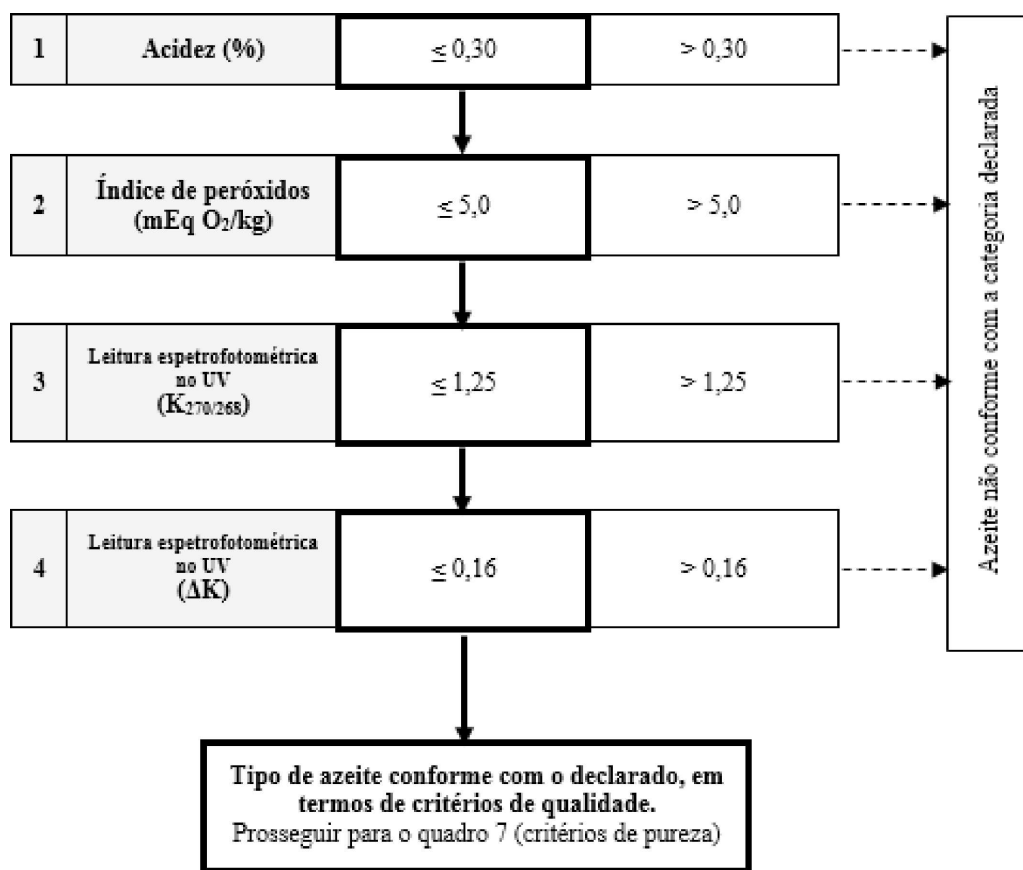 1 Acidez (%) ≤ 0,30 > 0,30
2 Índice de peróxidos
(mEq O₂/kg) ≤ 5,0 > 5,0
3 Leitura espetrofotométrica
no UV
(K₂₇₀/₂₆₈) ≤ 1,25 > 1,25
4 Leitura espetrofotométrica
no UV
(ΔK) ≤ 0,16 > 0,16
Azeite não conforme com a categoria declarada
Tipo de azeite conforme com o declarado, em
termos de critérios de qualidade.
Prosseguir para o quadro 7 (critérios de pureza)